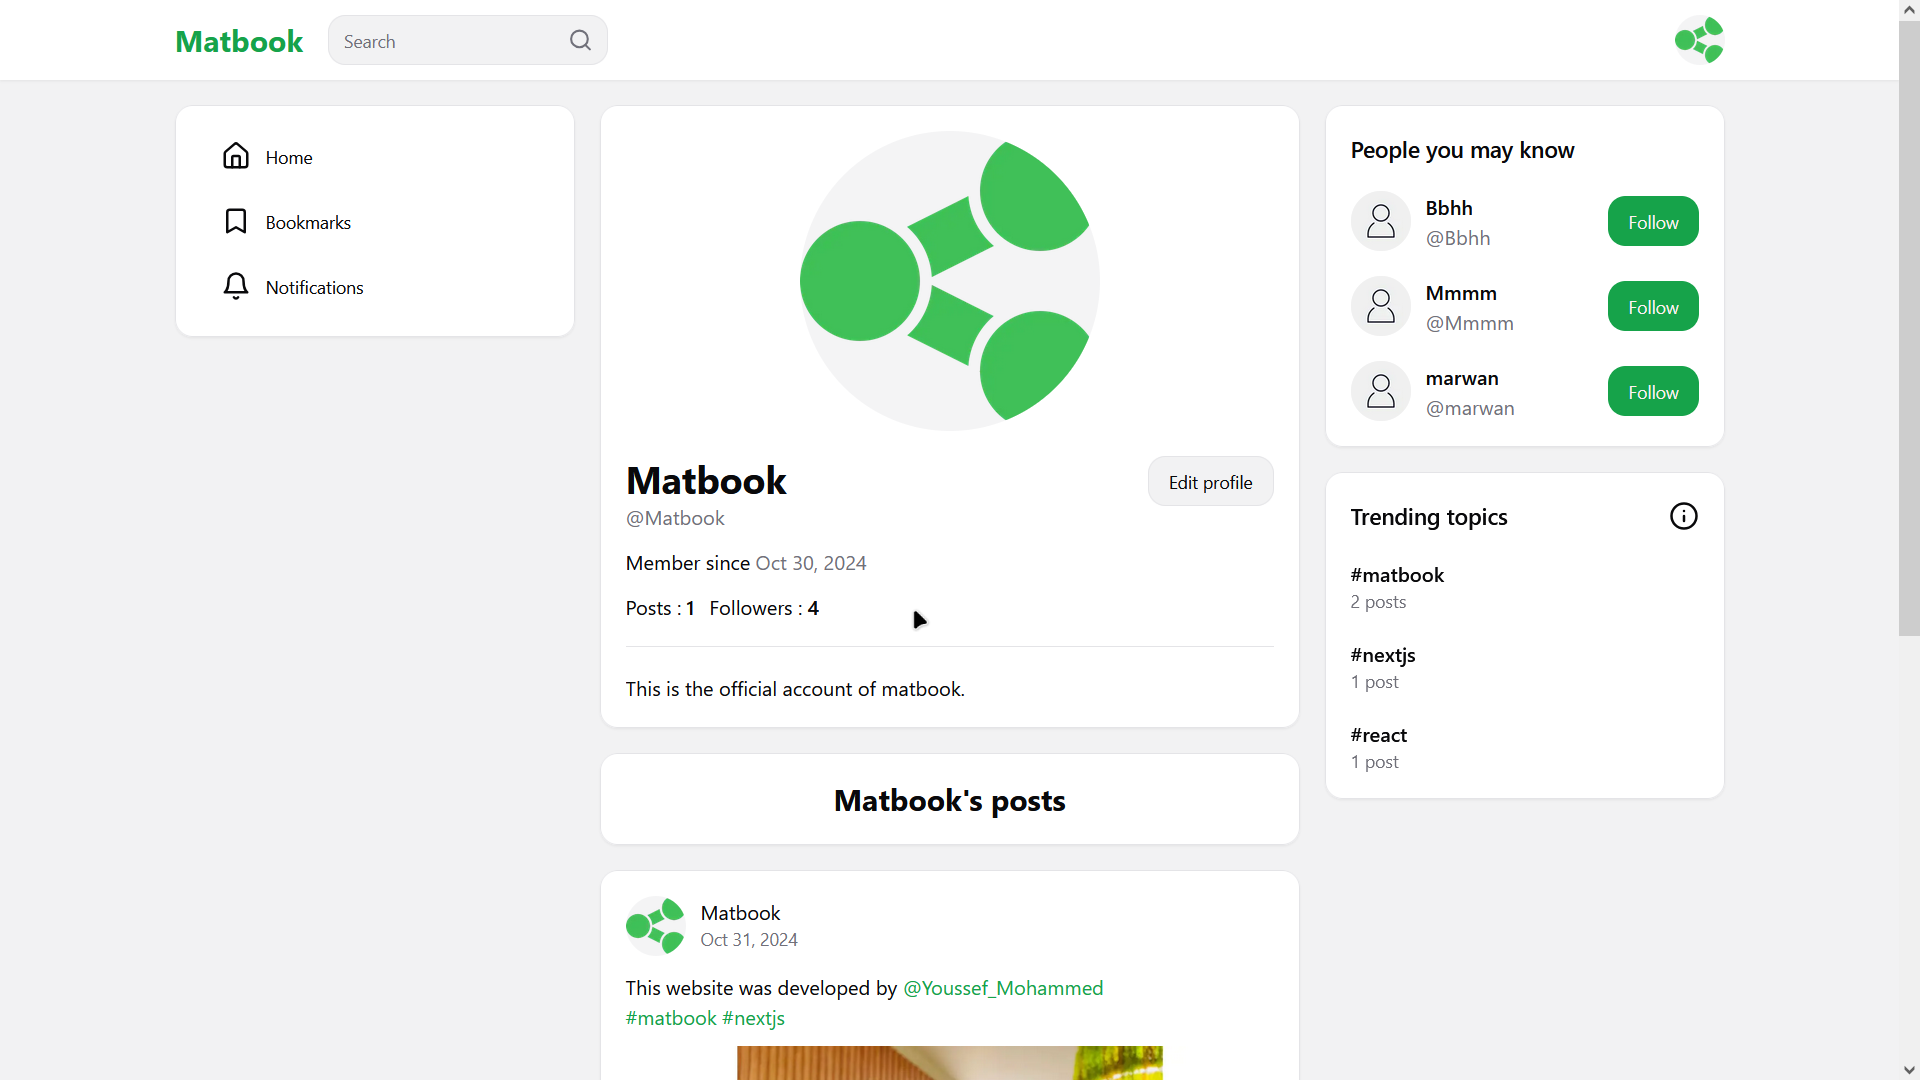 Matbook
Search
Home
Bookmarks
Notifications
Matbook
Edit profile
@Matbook
Member since Oct 30, 2024
Posts : 1 Followers : 4
This is the official account of matbook.
Matbook's posts
Matbook
Oct 31, 2024
This website was developed by @Youssef_Mohammed
#matbook #nextjs
People you may know
Bbhh
@Bbhh
Follow
Mmmm
@Mmmm
Follow
marwan
@marwan
Follow
Trending topics
#matbook
2 posts
#nextjs
1 post
#react
1 post